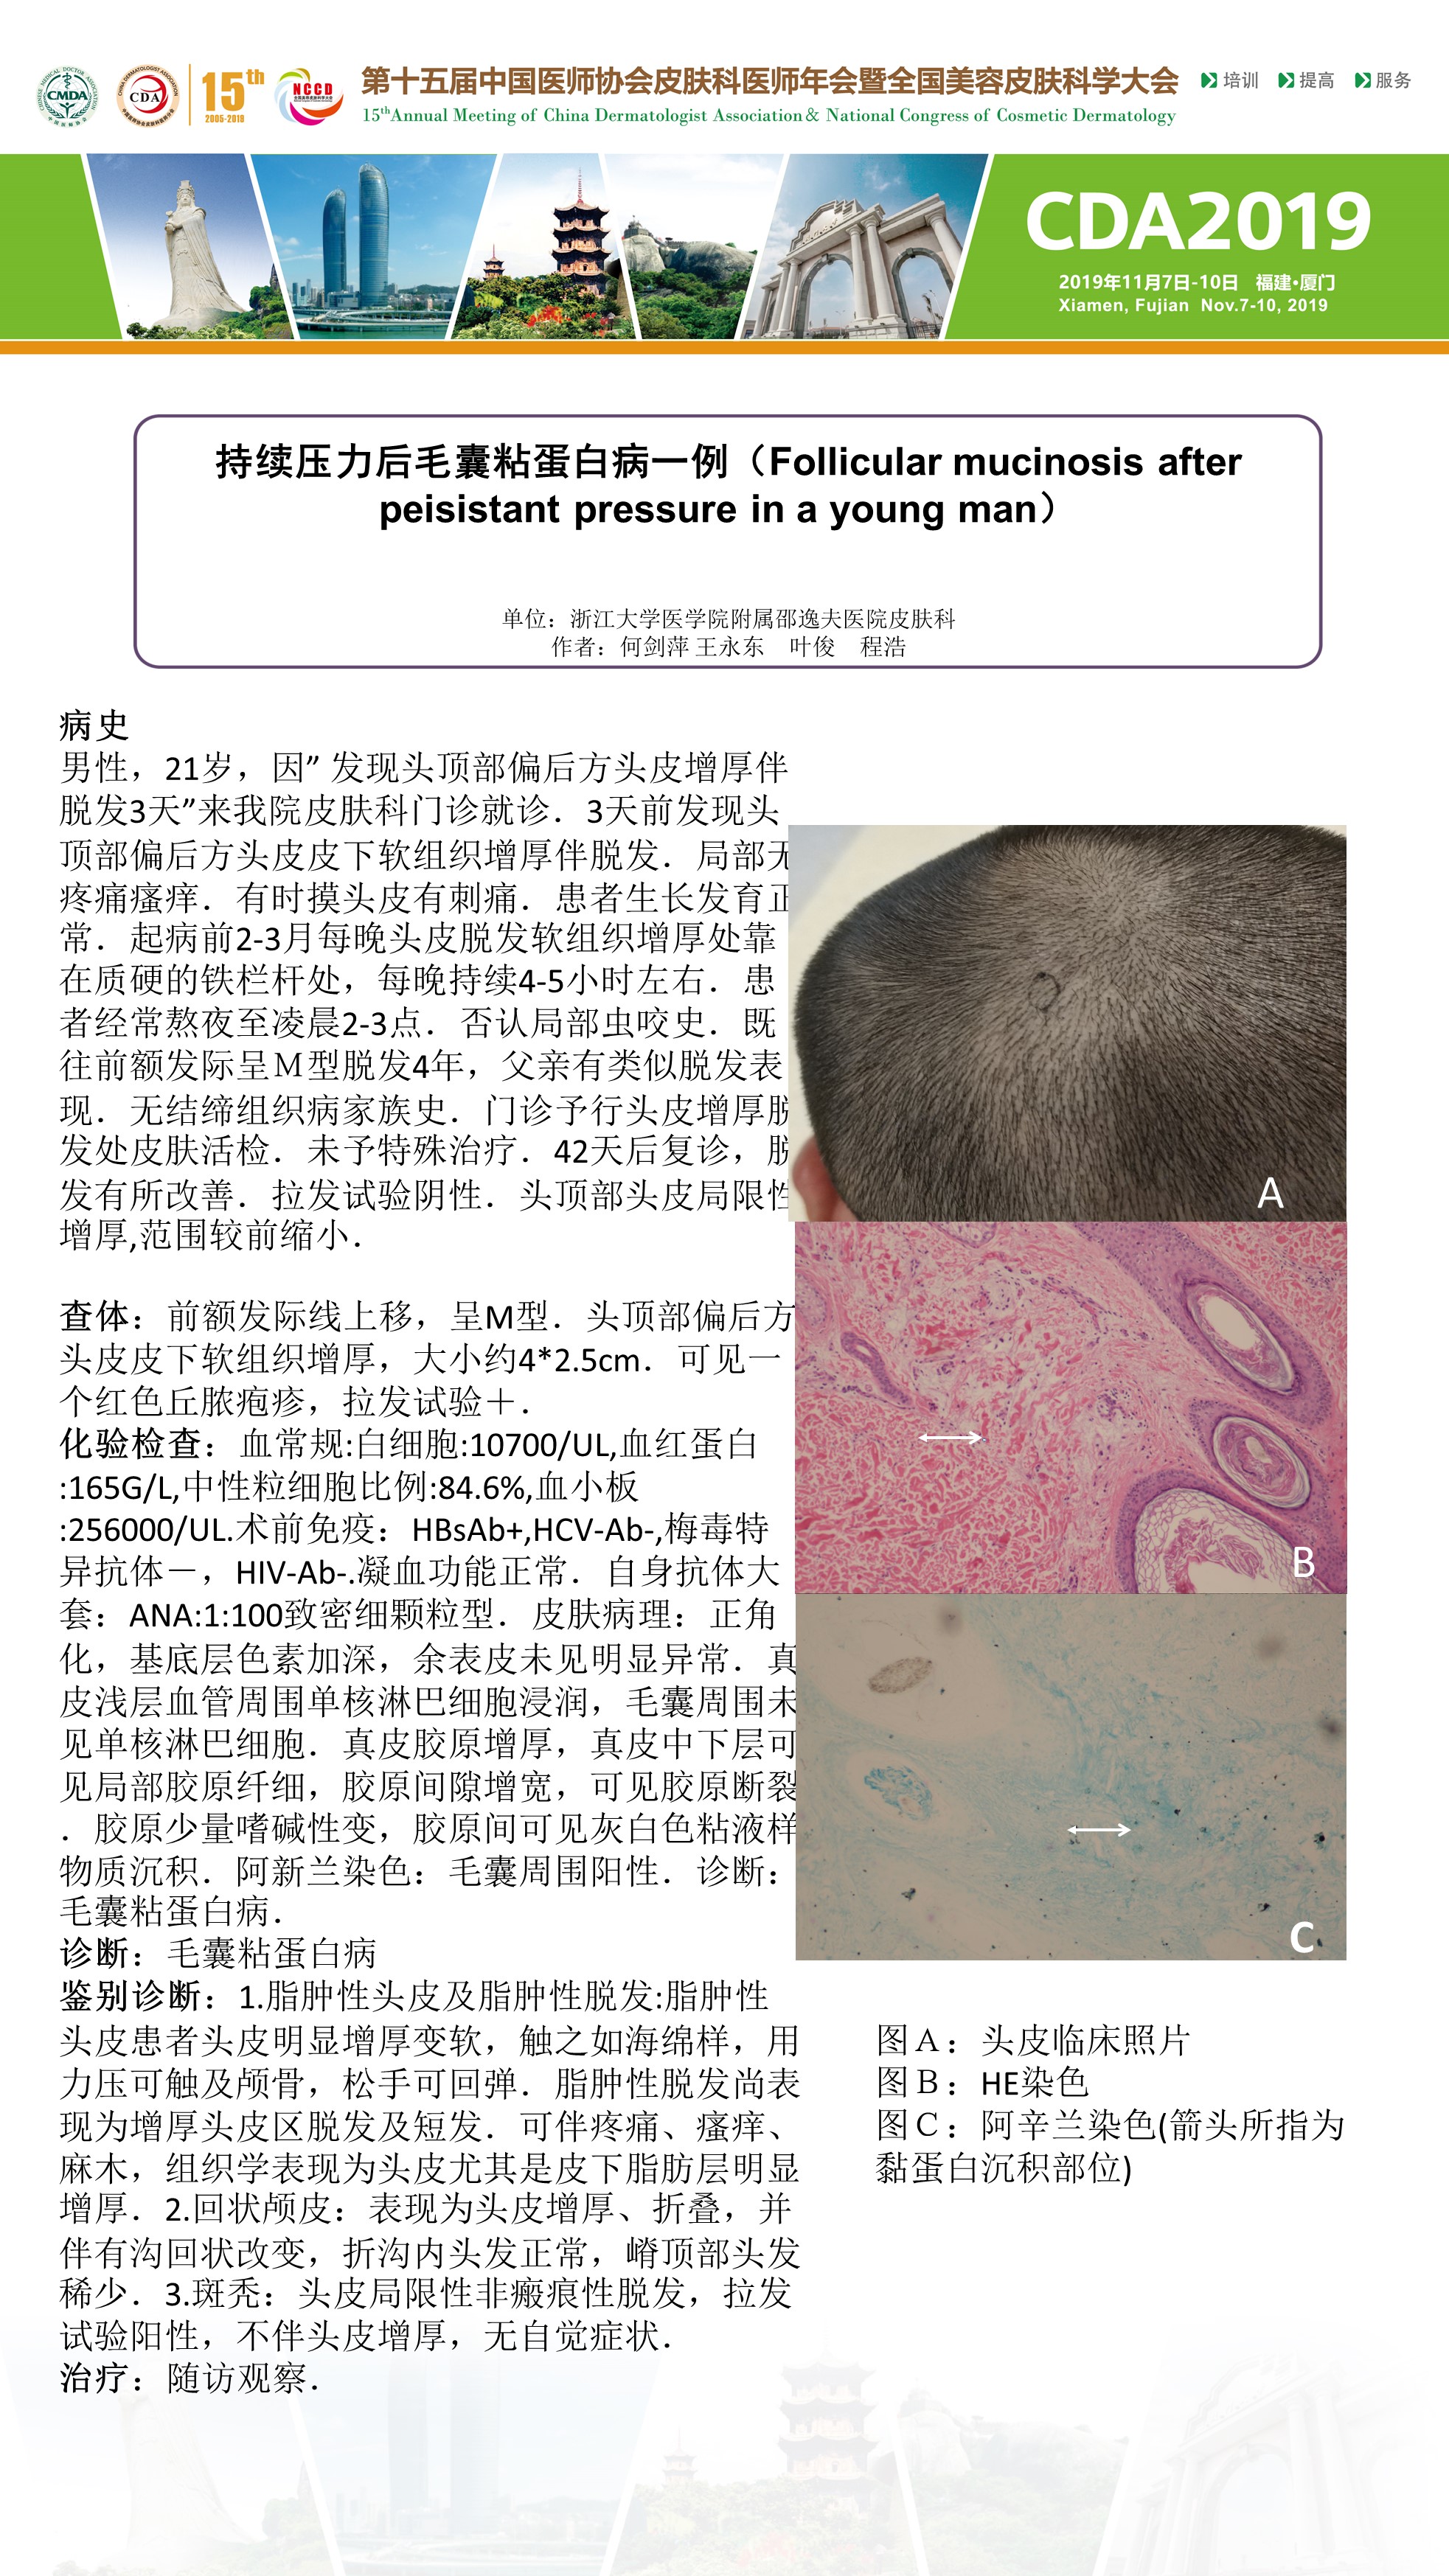 CMDA
CDA
15th
2005-2019
NCCD
第十五届中国医师协会皮肤科医师年会暨全国美容皮肤科学大会
15thAnnual Meeting of China Dermatologist Association& National Congress of Cosmetic Dermatology
培训 提高 服务
CDA2019
2019年11月7日-10日 福建•厦门
Xiamen, Fujian Nov.7-10, 2019
持续压力后毛囊粘蛋白病一例（Follicular mucinosis after
peisistant pressure in a young man）
单位：浙江大学医学院附属邵逸夫医院皮肤科
作者：何剑萍 王永东 叶俊 程浩
病史
男性，21岁，因” 发现头顶部偏后方头皮增厚伴
脱发3天”来我院皮肤科门诊就诊．3天前发现头
顶部偏后方头皮皮下软组织增厚伴脱发．局部无
疼痛瘙痒．有时摸头皮有刺痛．患者生长发育正
常．起病前2-3月每晚头皮脱发软组织增厚处靠
在质硬的铁栏杆处，每晚持续4-5小时左右．患
者经常熬夜至凌晨2-3点．否认局部虫咬史．既
往前额发际呈Ｍ型脱发4年，父亲有类似脱发表
现．无结缔组织病家族史．门诊予行头皮增厚脱
发处皮肤活检．未予特殊治疗．42天后复诊，脱
发有所改善．拉发试验阴性．头顶部头皮局限性
增厚,范围较前缩小．
查体：前额发际线上移，呈M型．头顶部偏后方
头皮皮下软组织增厚，大小约4*2.5cm．可见一
个红色丘脓疱疹，拉发试验＋．
化验检查：血常规:白细胞:10700/UL,血红蛋白
:165G/L,中性粒细胞比例:84.6%,血小板
:256000/UL.术前免疫：HBsAb+,HCV-Ab-,梅毒特
异抗体－，HIV-Ab-.凝血功能正常．自身抗体大
套：ANA:1:100致密细颗粒型．皮肤病理：正角
化，基底层色素加深，余表皮未见明显异常．真
皮浅层血管周围单核淋巴细胞浸润，毛囊周围未
见单核淋巴细胞．真皮胶原增厚，真皮中下层可
见局部胶原纤细，胶原间隙增宽，可见胶原断裂
．胶原少量嗜碱性变，胶原间可见灰白色粘液样
物质沉积．阿新兰染色：毛囊周围阳性．诊断：
毛囊粘蛋白病．
诊断：毛囊粘蛋白病
鉴别诊断：1.脂肿性头皮及脂肿性脱发:脂肿性
头皮患者头皮明显增厚变软，触之如海绵样，用
力压可触及颅骨，松手可回弹．脂肿性脱发尚表
现为增厚头皮区脱发及短发．可伴疼痛、瘙痒、
麻木，组织学表现为头皮尤其是皮下脂肪层明显
增厚．2.回状颅皮：表现为头皮增厚、折叠，并
伴有沟回状改变，折沟内头发正常，嵴顶部头发
稀少．3.斑秃：头皮局限性非瘢痕性脱发，拉发
试验阳性，不伴头皮增厚，无自觉症状．
治疗：随访观察．
A
B
C
图Ａ：头皮临床照片
图Ｂ：HE染色
图Ｃ：阿辛兰染色(箭头所指为
黏蛋白沉积部位)